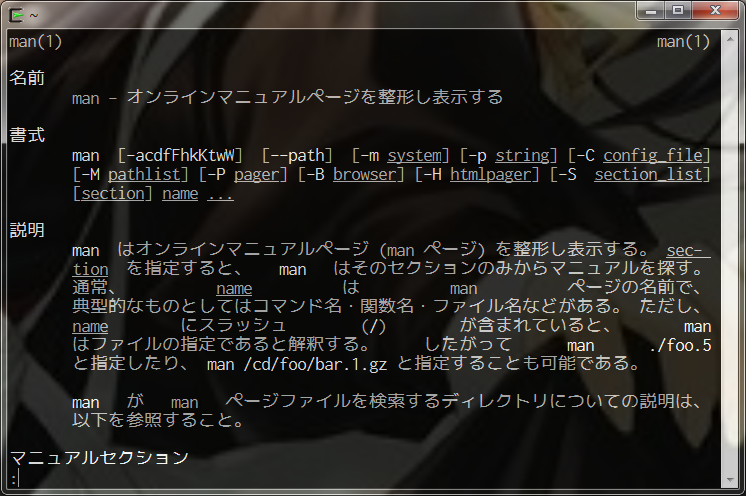 ~
man(1) man(1)
名前
man - オンラインマニュアルページを整形し表示する
書式
man [-acdfFhkKtwW] [--path] [-m system] [-p string] [-C config_file]
[-M pathlist] [-P pager] [-B browser] [-H htmlpager] [-S section_list]
[section] name ...
説明
man はオンラインマニュアルページ (man ページ) を整形し表示する。 sec-
tion を指定すると、 man はそのセクションのみからマニュアルを探す。
通常、 name は man ページの名前で、
典型的なものとしてはコマンド名・関数名・ファイル名などがある。 ただし、
name にスラッシュ (/) が含まれていると、 man
はファイルの指定であると解釈する。 したがって man ./foo.5
と指定したり、 man /cd/foo/bar.1.gz と指定することも可能である。
man が man ページファイルを検索するディレクトリについての説明は、
以下を参照すること。
マニュアルセクション
: